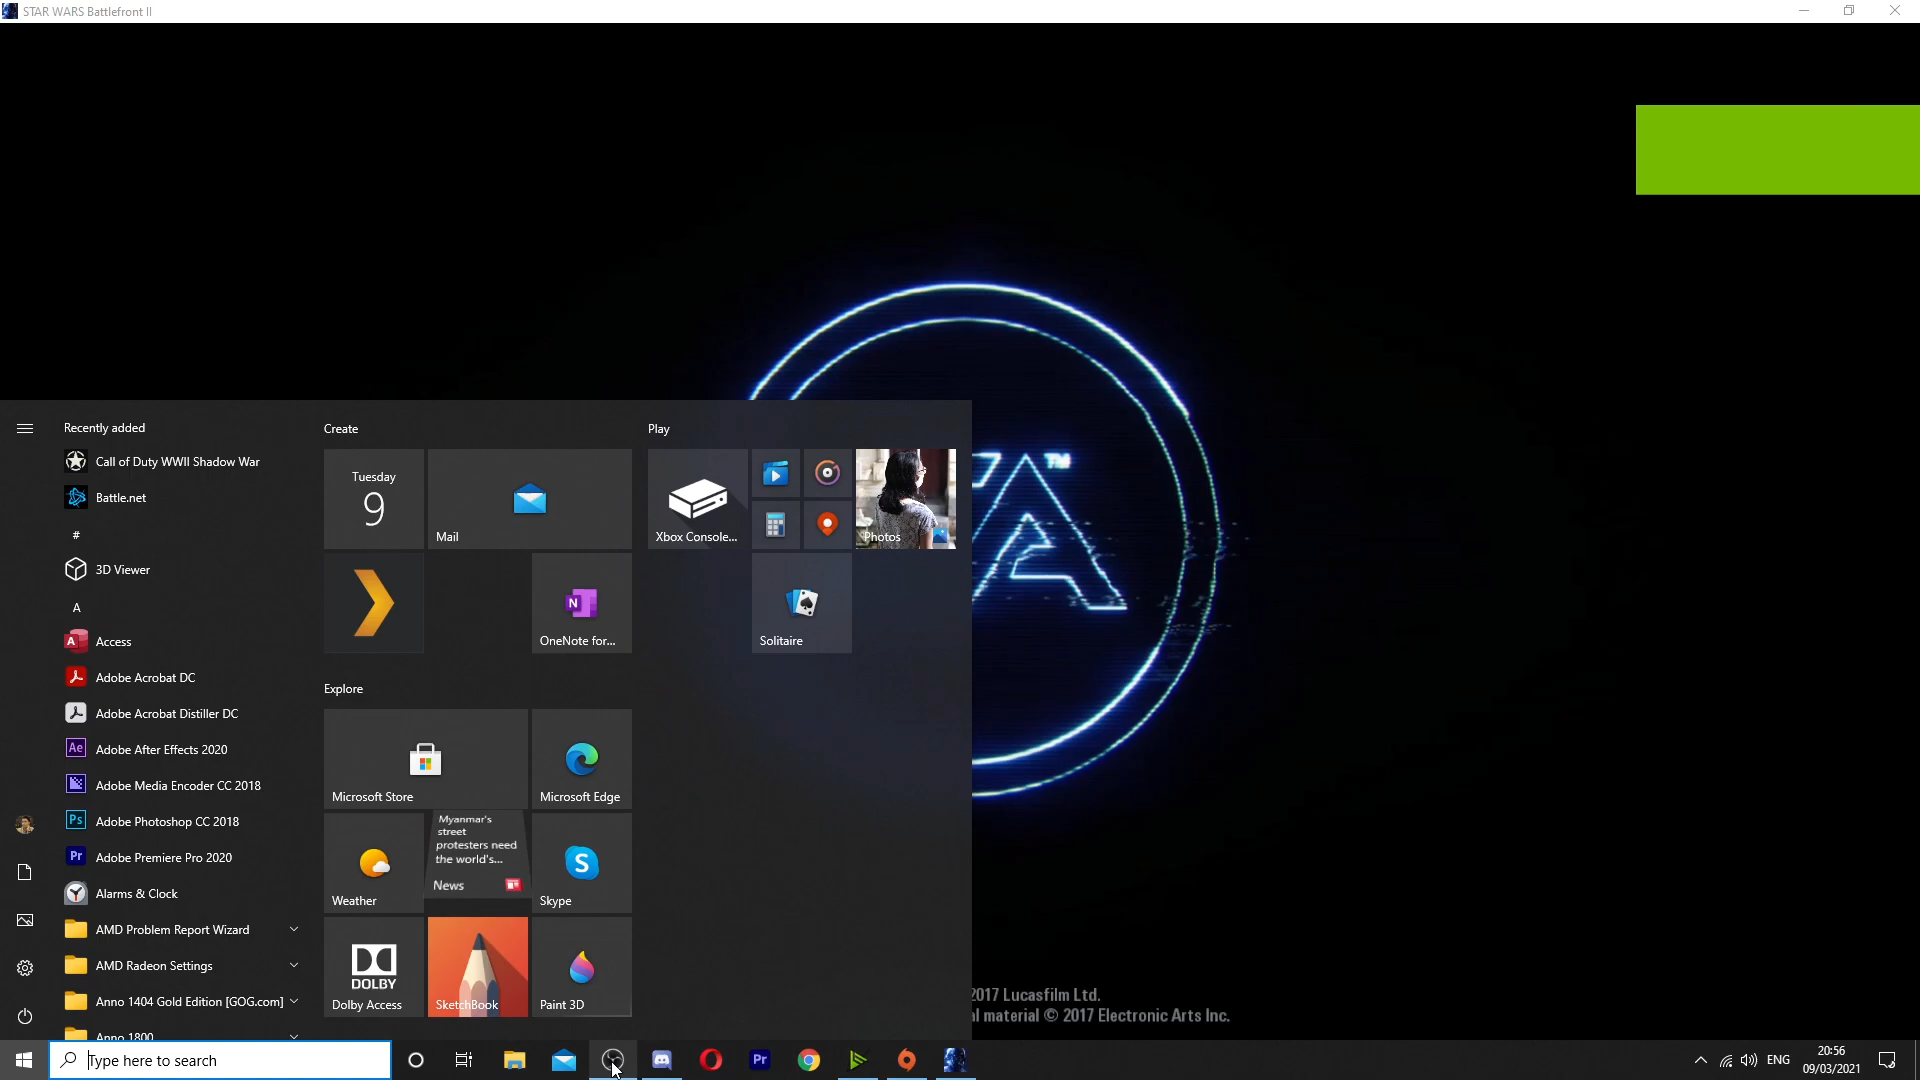 STAR WARS Battlefront II
Recently added
Call of Duty WWII Shadow War
Battle.net
#
3D Viewer
A
Access
Adobe Acrobat DC
Adobe Acrobat Distiller DC
Adobe After Effects 2020
Adobe Media Encoder CC 2018
Adobe Photoshop CC 2018
Adobe Premiere Pro 2020
Alarms & Clock
AMD Problem Report Wizard
AMD Radeon Settings
Anno 1404 Gold Edition [GOG.com]
Anno 1800
Create
Tuesday
9
Mail
OneNote for...
Explore
Microsoft Store
Microsoft Edge
Weather
Myanmar's
street
protesters need
the world's...
News
Skype
DOLBY
Dolby Access
SketchBook
Paint 3D
Play
Xbox Console...
Photos
Solitaire
A™
2017 Lucasfilm Ltd.
al material © 2017 Electronic Arts Inc.
Type here to search
ENG
20:56
09/03/2021